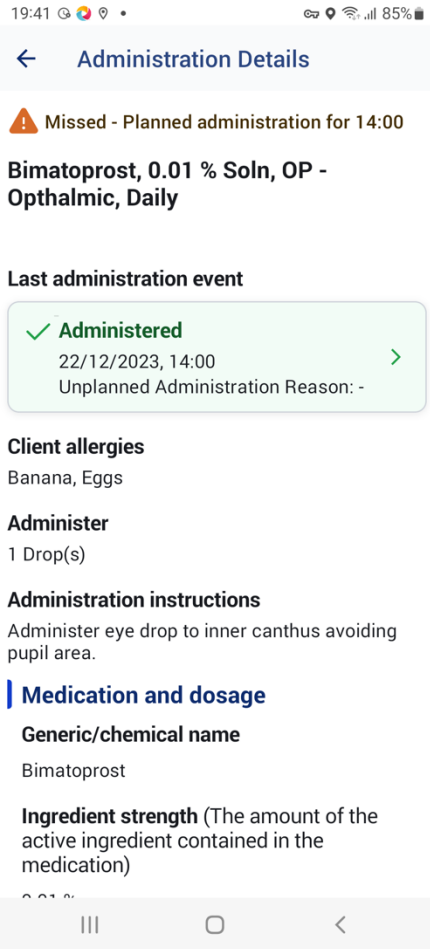 19:41
85%
Administration Details
Missed - Planned administration for 14:00
Bimatoprost, 0.01 % Soln, OP -
Opthalmic, Daily
Last administration event
Administered
22/12/2023, 14:00
Unplanned Administration Reason: -
Client allergies
Banana, Eggs
Administer
1 Drop(s)
Administration instructions
Administer eye drop to inner canthus avoiding
pupil area.
Medication and dosage
Generic/chemical name
Bimatoprost
Ingredient strength (The amount of the
active ingredient contained in the
medication)